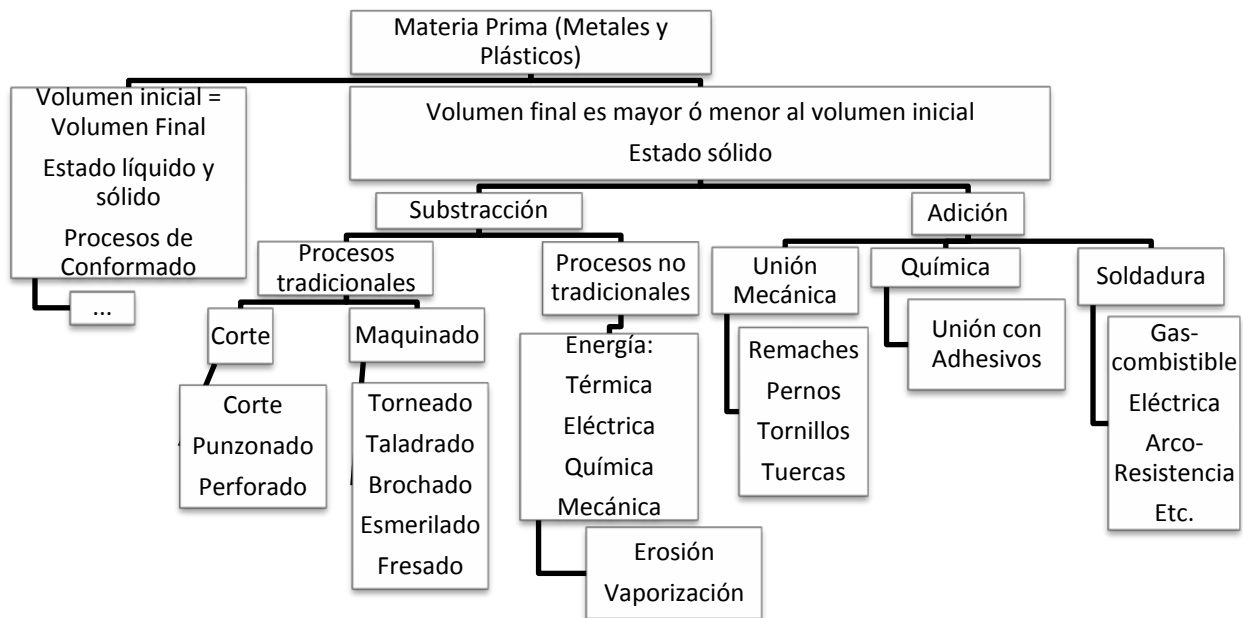 Materia Prima (Metales y
Plásticos)
Volumen inicial =
Volumen Final
Estado líquido y
sólido
Procesos de
Conformado
...
Volumen final es mayor ó menor al volumen inicial
Estado sólido
Substracción
Procesos
tradicionales
Corte
Corte
Punzonado
Perforado
Maquinado
Torneado
Taladrado
Brochado
Esmerilado
Fresado
Procesos no
tradicionales
Energía:
Térmica
Eléctrica
Química
Mecánica
Erosión
Vaporización
Adición
Unión
Mecánica
Remaches
Pernos
Tornillos
Tuercas
Química
Unión con
Adhesivos
Soldadura
Gas-
combistible
Eléctrica
Arco-
Resistencia
Etc.